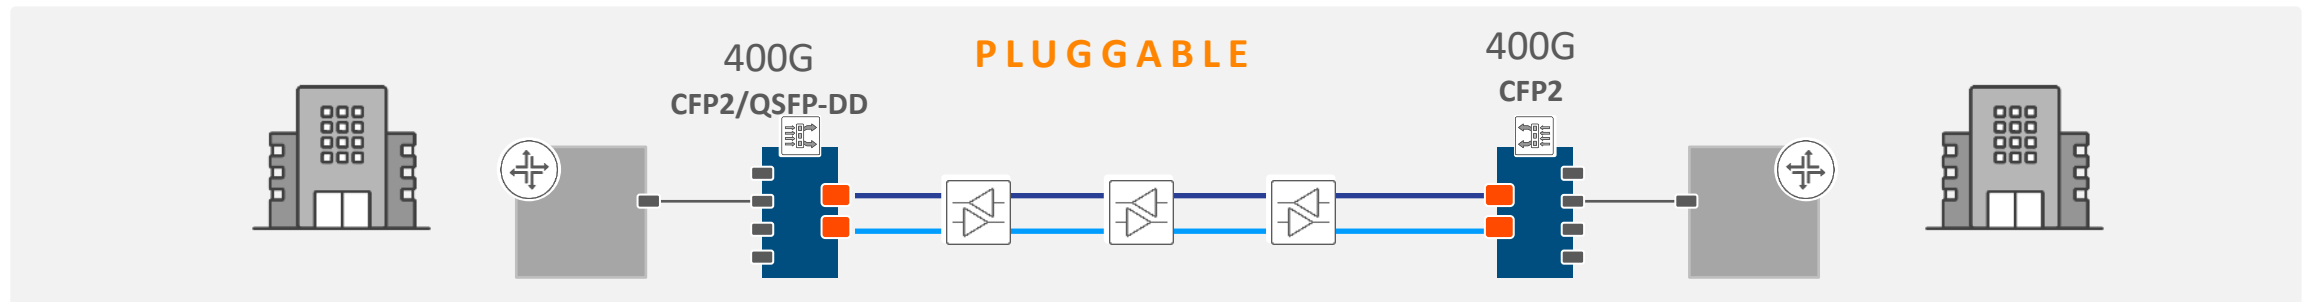 400G
CFP2/QSFP-DD
PLUGGABLE
400G
CFP2